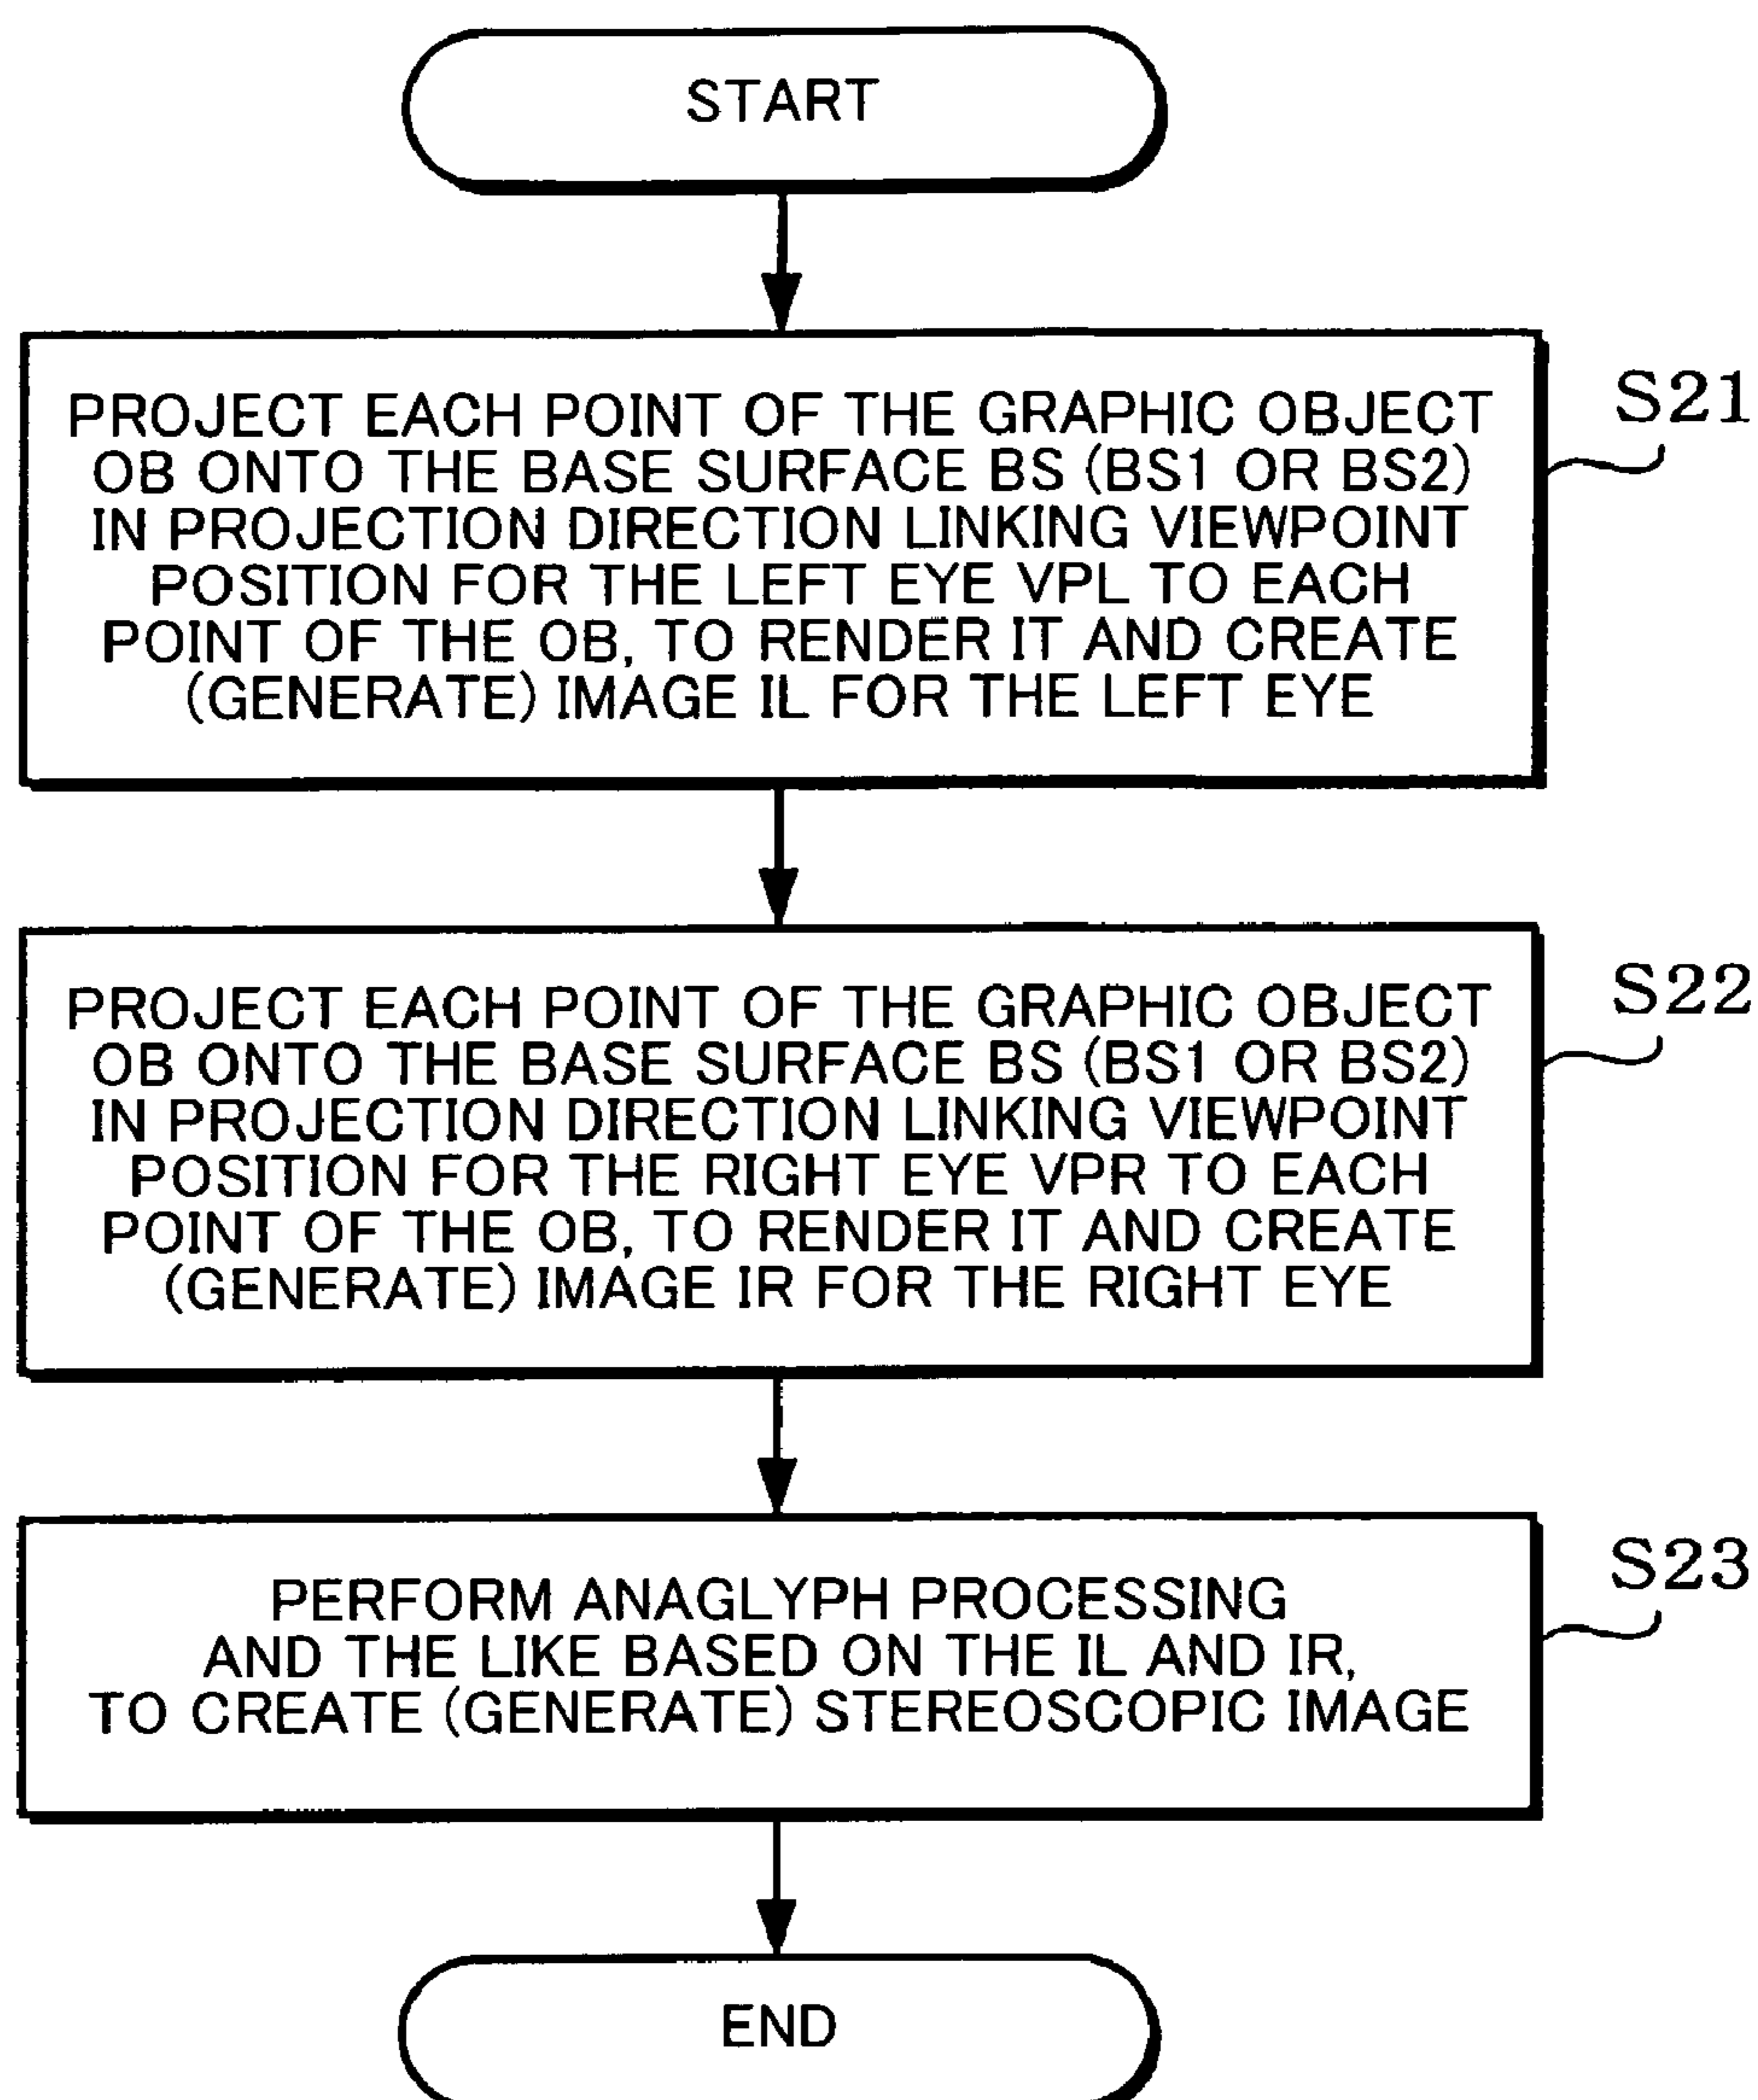 START
PROJECT EACH POINT OF THE GRAPHIC OBJECT
OB ONTO THE BASE SURFACE BS (BS1 OR BS2)
IN PROJECTION DIRECTION LINKING VIEWPOINT
POSITION FOR THE LEFT EYE VPL TO EACH
POINT OF THE OB, TO RENDER IT AND CREATE
(GENERATE) IMAGE IL FOR THE LEFT EYE
S21
PROJECT EACH POINT OF THE GRAPHIC OBJECT
OB ONTO THE BASE SURFACE BS (BS1 OR BS2)
IN PROJECTION DIRECTION LINKING VIEWPOINT
POSITION FOR THE RIGHT EYE VPR TO EACH
POINT OF THE OB, TO RENDER IT AND CREATE
(GENERATE) IMAGE IR FOR THE RIGHT EYE
S22
PERFORM ANAGLYPH PROCESSING
AND THE LIKE BASED ON THE IL AND IR,
TO CREATE (GENERATE) STEREOSCOPIC IMAGE
S23
END